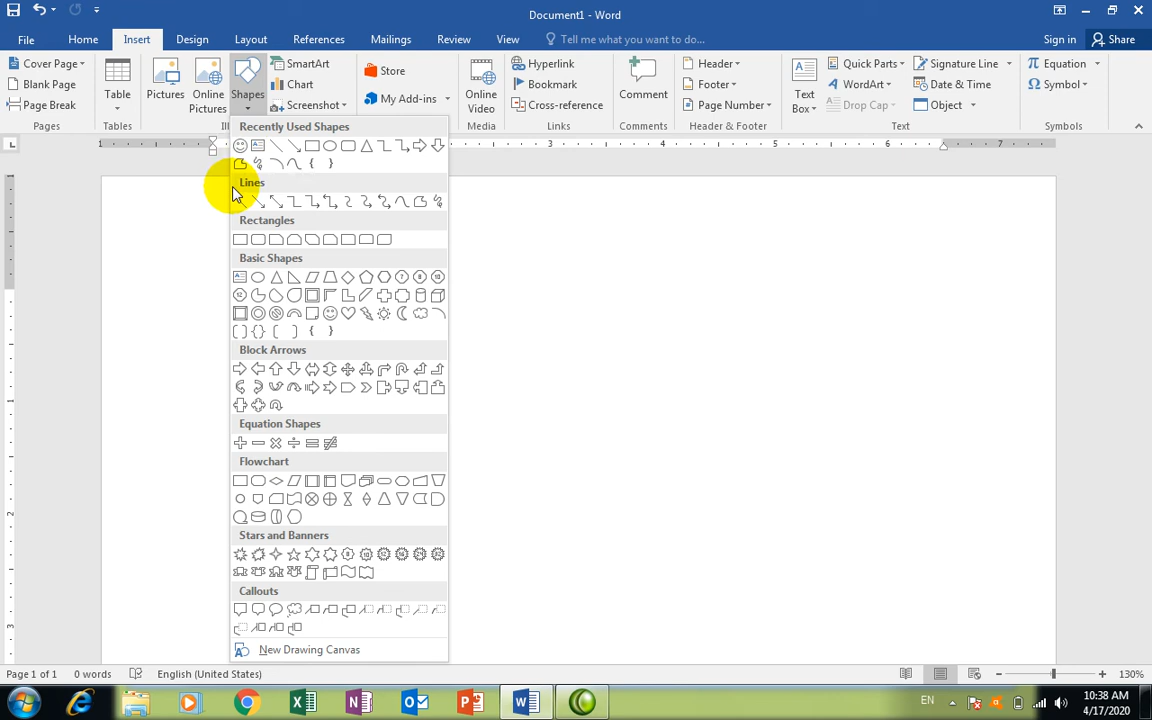 Document1 - Word
File Home Insert Design Layout References Mailings Review View Tell me what you want to do... Sign in Share
Cover Page
Blank Page
Page Break
Pages
Table
Tables
Pictures
Online Pictures
Shapes
SmartArt
Chart
Screenshot
Store
My Add-ins
Online Video
Media
Hyperlink
Bookmark
Cross-reference
Links
Comment
Comments
Header
Footer
Page Number
Header & Footer
Text Box
Quick Parts
WordArt
Drop Cap
Signature Line
Date & Time
Object
Text
Equation
Symbol
Symbols
Recently Used Shapes
Lines
Rectangles
Basic Shapes
Block Arrows
Equation Shapes
Flowchart
Stars and Banners
Callouts
New Drawing Canvas
Page 1 of 1 0 words English (United States) 130%
EN 10:38 AM
4/17/2020